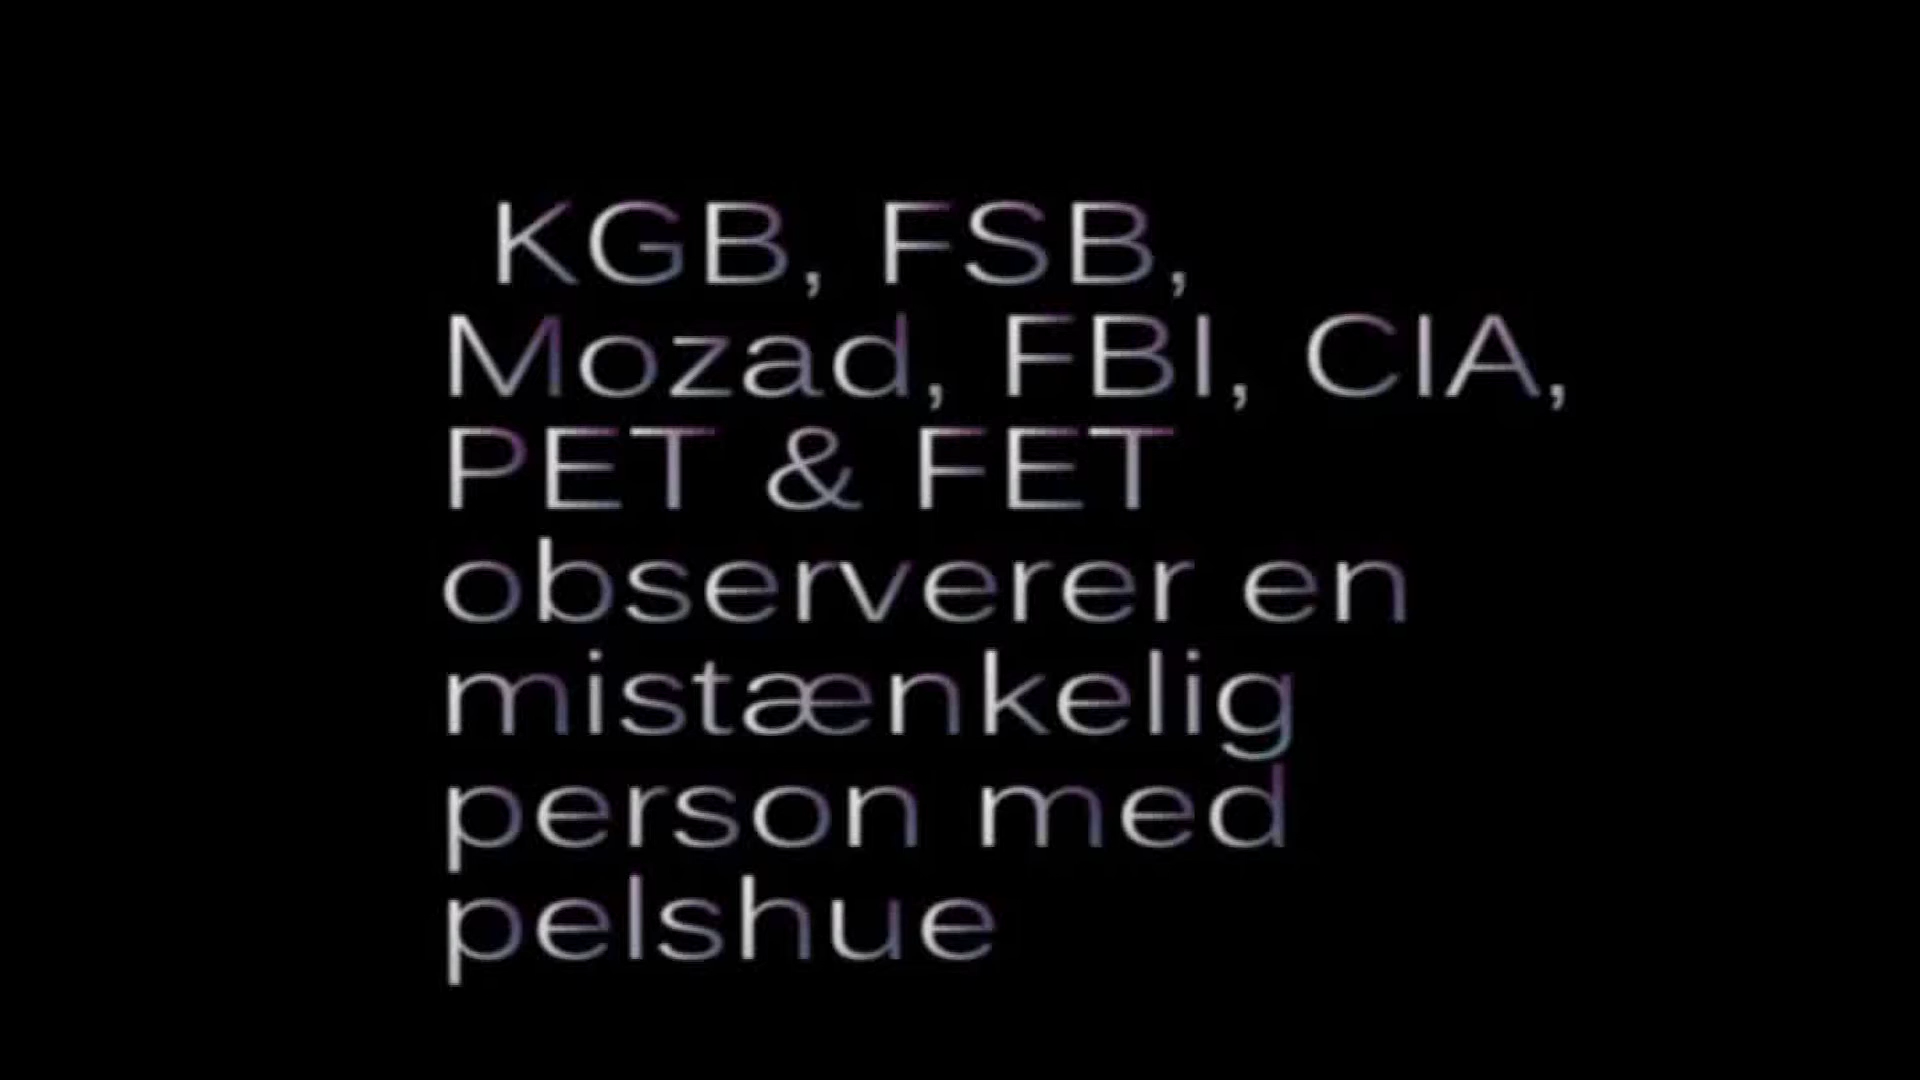 KGB, FSB,
Mozad, FBI, CIA,
PET & FET
observerer en
mistænkelig
person med
pelshue